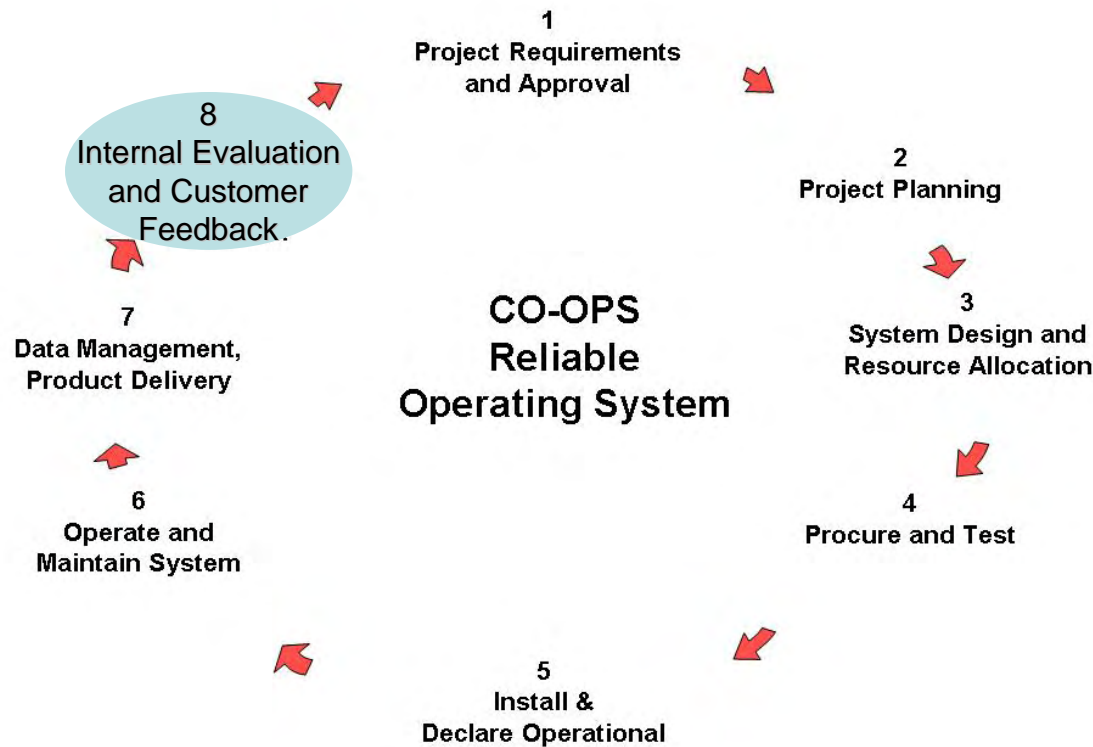 1
Project Requirements
and Approval
2
Project Planning
3
System Design and
Resource Allocation
4
Procure and Test
5
Install &
Declare Operational
6
Operate and
Maintain System
7
Data Management,
Product Delivery
8
Internal Evaluation
and Customer
Feedback.
CO-OPS
Reliable
Operating System